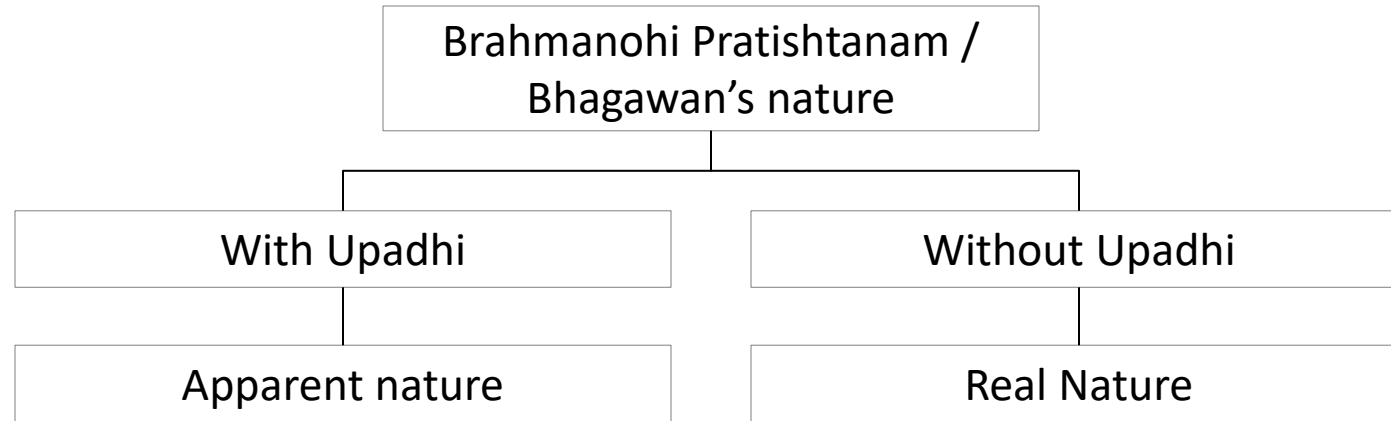 Brahmanohi Pratishtanam /
Bhagawan’s nature
With Upadhi
Without Upadhi
Apparent nature
Real Nature